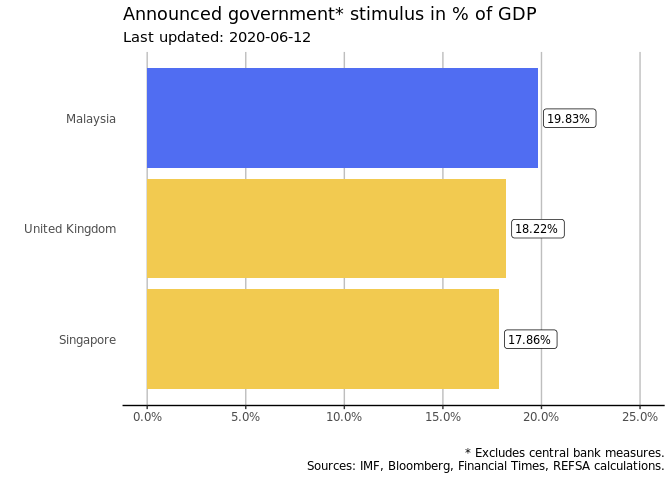 Announced government* stimulus in % of GDP
Last updated: 2020-06-12
Malaysia
19.83%
United Kingdom
18.22%
Singapore
17.86%
0.0% 5.0% 10.0% 15.0% 20.0% 25.0%
* Excludes central bank measures.
Sources: IMF, Bloomberg, Financial Times, REFSA calculations.